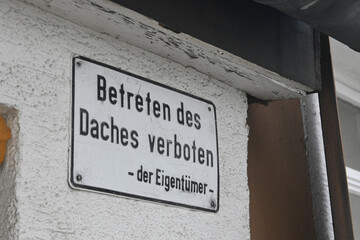 Betreten des
Daches verboten
- der Eigentümer -